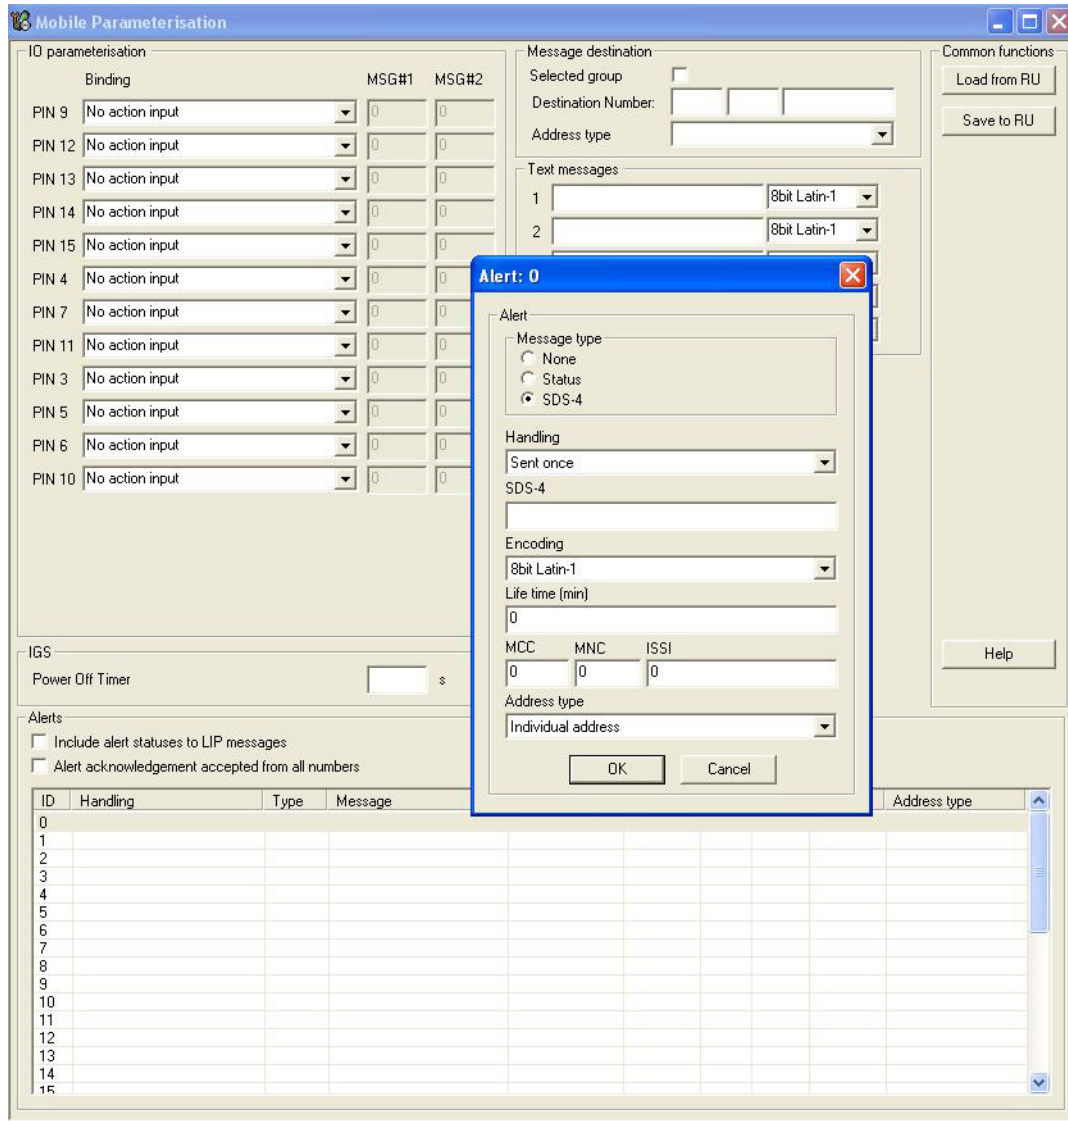 Mobile Parameterisation
IO parameterisation
Binding MSG#1 MSG#2
PIN 9 No action input 0 0
PIN 12 No action input 0 0
PIN 13 No action input 0 0
PIN 14 No action input 0 0
PIN 15 No action input 0 0
PIN 4 No action input 0 0
PIN 7 No action input 0 0
PIN 11 No action input 0 0
PIN 3 No action input 0 0
PIN 5 No action input 0 0
PIN 6 No action input 0 0
PIN 10 No action input 0 0
Message destination
Selected group
Destination Number:
Address type
Text messages
1 8bit Latin-1
2 8bit Latin-1
Common functions
Load from RU
Save to RU
Help
Alert: 0
Alert
Message type
None
Status
SDS-4
Handling
Sent once
SDS-4
Encoding
8bit Latin-1
Life time (min)
0
MCC MNC ISSI
0 0 0
Address type
Individual address
OK Cancel
IGS
Power Off Timer s
Alerts
Include alert statuses to LIP messages
Alert acknowledgement accepted from all numbers
ID Handling Type Message Address type
0
1
2
3
4
5
6
7
8
9
10
11
12
13
14
15